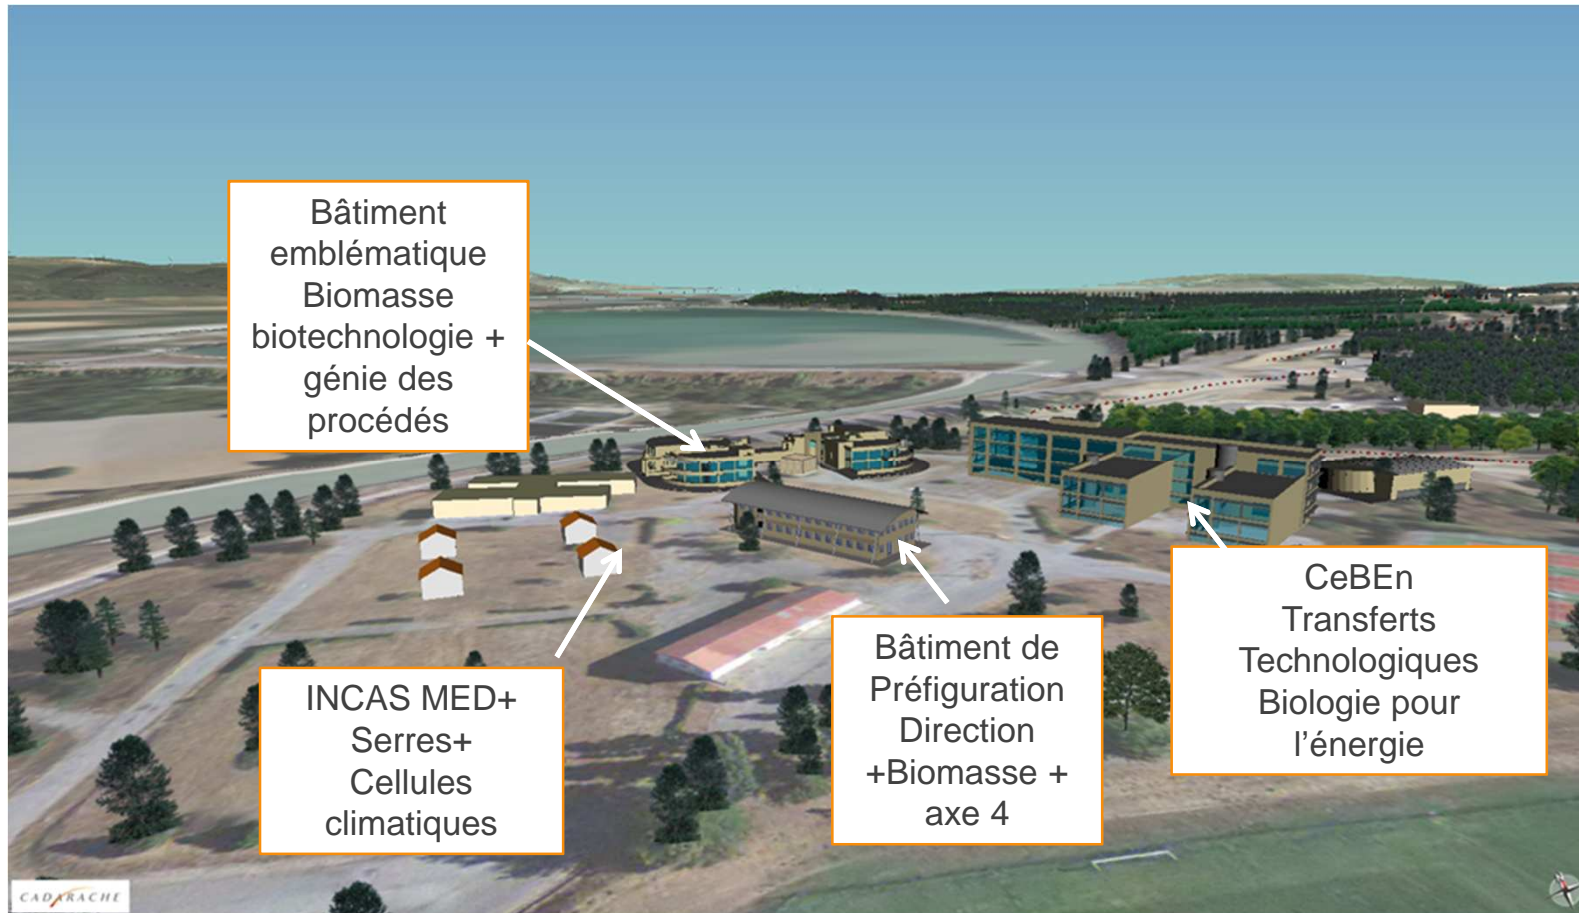 Bâtiment
emblématique
Biomasse
biotechnologie +
génie des
procédés
INCAS MED+
Serres+
Cellules
climatiques
Bâtiment de
Préfiguration
Direction
+Biomasse +
axe 4
CeBEn
Transferts
Technologiques
Biologie pour
l’énergie
CADARACHE